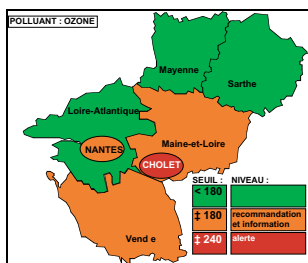 POLLUANT : OZONE
Mayenne
Sarthe
Loire-Atlantique
NANTES
Maine-et-Loire
CHOLET
Vend e
SEUIL : NIVEAU :
< 180
‡ 180 recommandation
et information
‡ 240 alerte